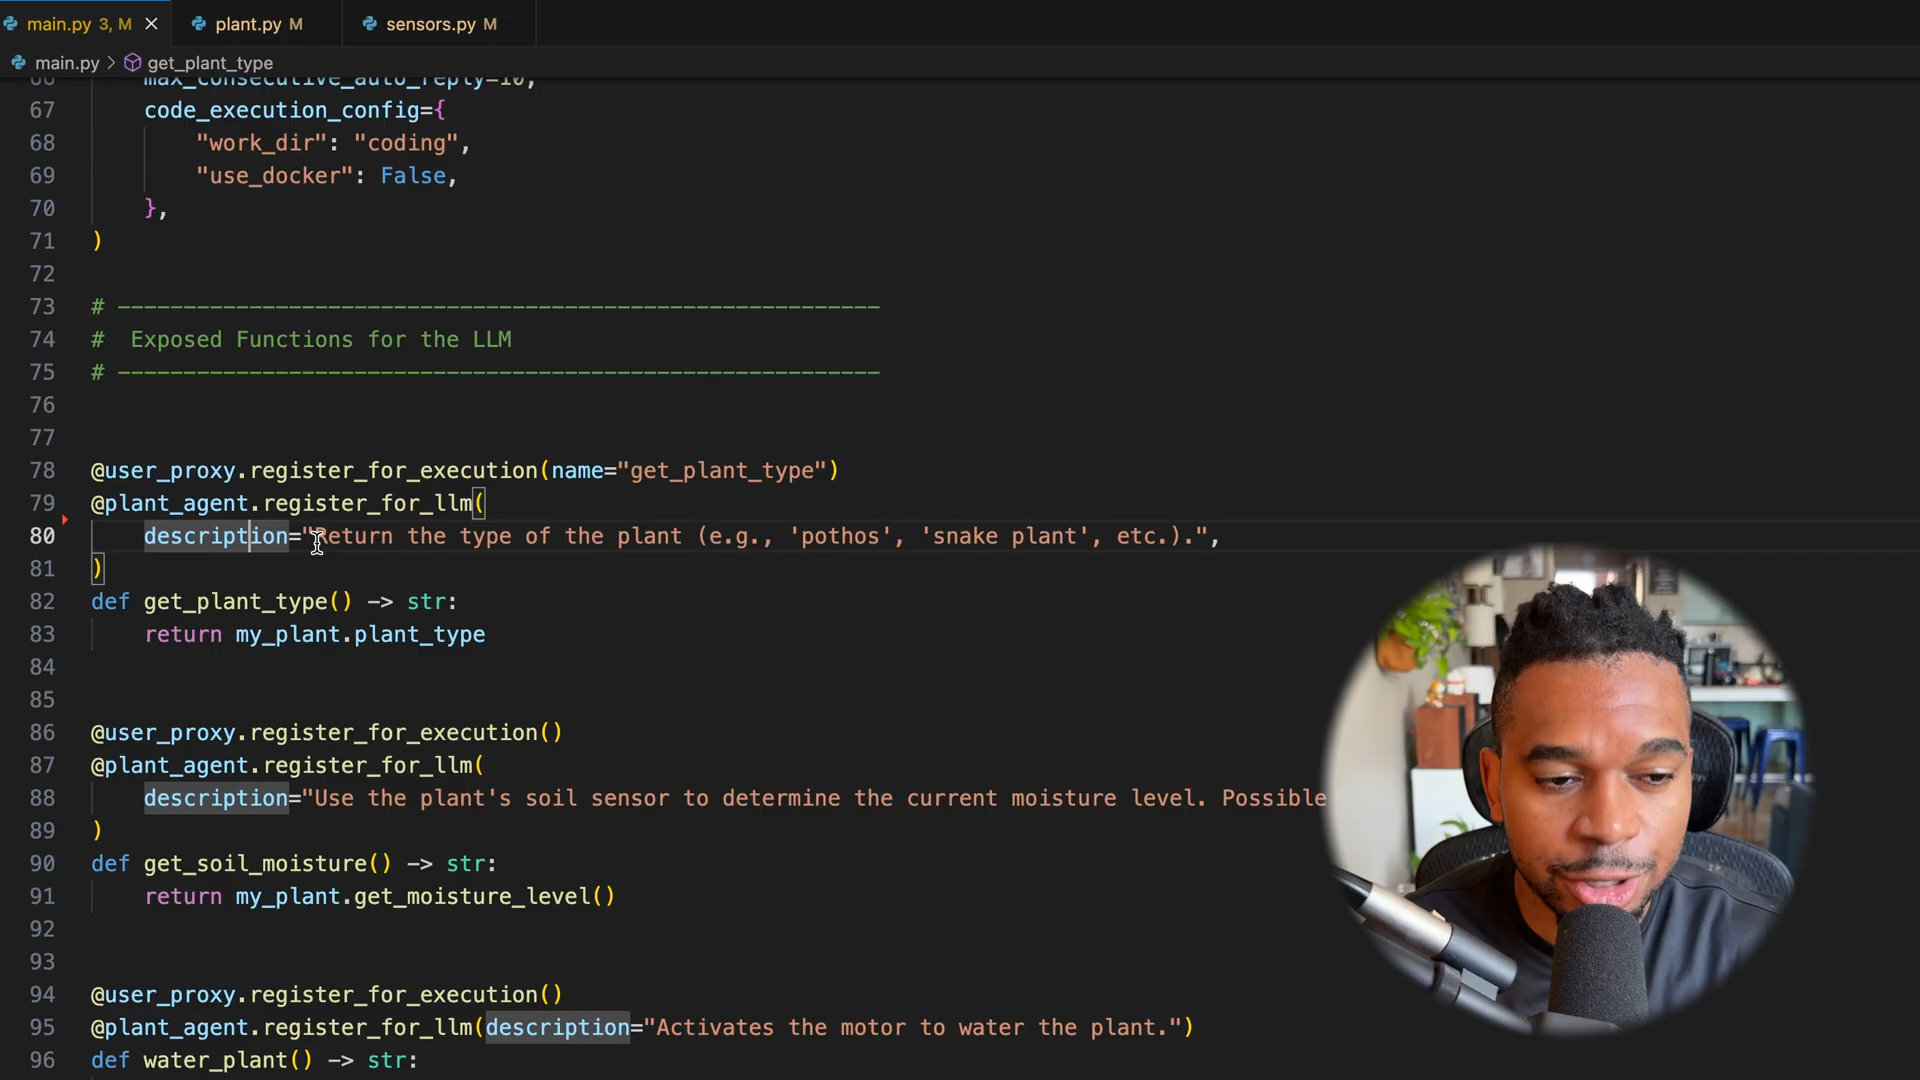 main.py 3, M
plant.py M
sensors.py M
main.py > get_plant_type
66 max_consecutive_auto_reply=10,
67 code_execution_config={
68 "work_dir": "coding",
69 "use_docker": False,
70 },
71 )
72
73 # ----------------------------------------------------------
74 # Exposed Functions for the LLM
75 # ----------------------------------------------------------
76
77
78 @user_proxy.register_for_execution(name="get_plant_type")
79 @plant_agent.register_for_llm(
80 description="Return the type of the plant (e.g., 'pothos', 'snake plant', etc.).",
81 )
82 def get_plant_type() -> str:
83 return my_plant.plant_type
84
85
86 @user_proxy.register_for_execution()
87 @plant_agent.register_for_llm(
88 description="Use the plant's soil sensor to determine the current moisture level. Possible
89 )
90 def get_soil_moisture() -> str:
91 return my_plant.get_moisture_level()
92
93
94 @user_proxy.register_for_execution()
95 @plant_agent.register_for_llm(description="Activates the motor to water the plant.")
96 def water_plant() -> str: